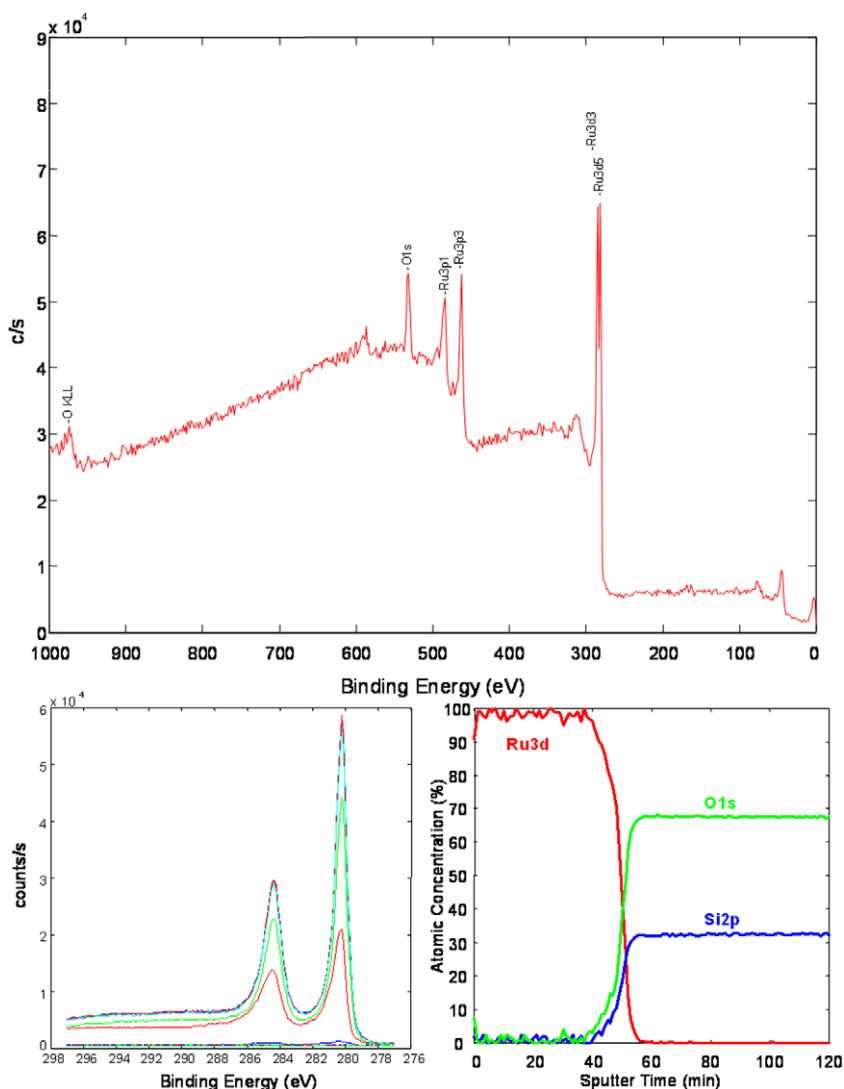 x 10^4
9
8
7
6
5
4
3
2
1
0
c/s
-O KLL
-O1s
-Ru3p1
-Ru3p3
-Ru3d3
-Ru3d5
1000 900 800 700 600 500 400 300 200 100 0
Binding Energy (eV)
x 10^4
6
5
4
3
2
1
0
counts/s
298 296 294 292 290 288 286 284 282 280 278 276
Binding Energy (eV)
100
90
80
70
60
50
40
30
20
10
0
Atomic Concentration (%)
Ru3d
O1s
Si2p
0 20 40 60 80 100 120
Sputter Time (min)